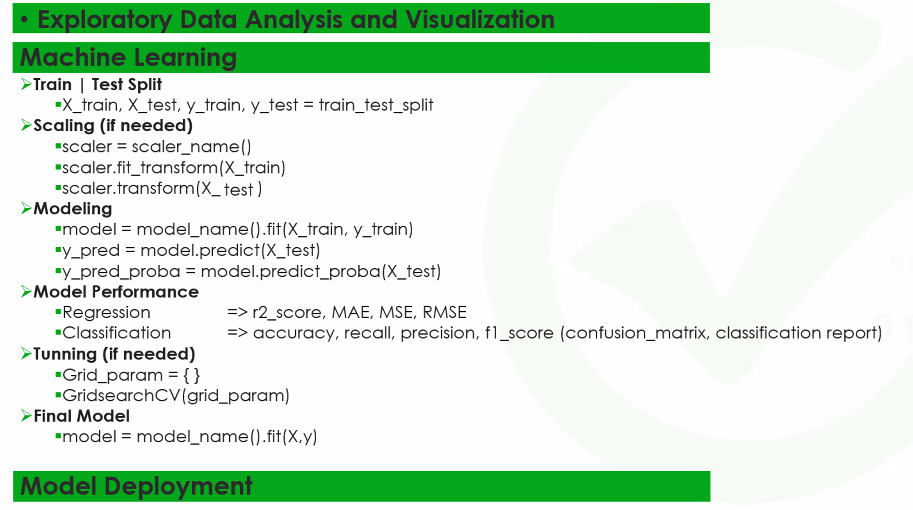 • Exploratory Data Analysis and Visualization
Machine Learning
➢Train | Test Split
▪X_train, X_test, y_train, y_test = train_test_split
➢Scaling (if needed)
▪scaler = scaler_name()
▪scaler.fit_transform(X_train)
▪scaler.transform(X_test)
➢Modeling
▪model = model_name().fit(X_train, y_train)
▪y_pred = model.predict(X_test)
▪y_pred_proba = model.predict_proba(X_test)
➢Model Performance
▪Regression => r2_score, MAE, MSE, RMSE
▪Classification => accuracy, recall, precision, f1_score (confusion_matrix, classification report)
➢Tunning (if needed)
▪Grid_param = { }
▪GridsearchCV(grid_param)
➢Final Model
▪model = model_name().fit(X,y)
Model Deployment